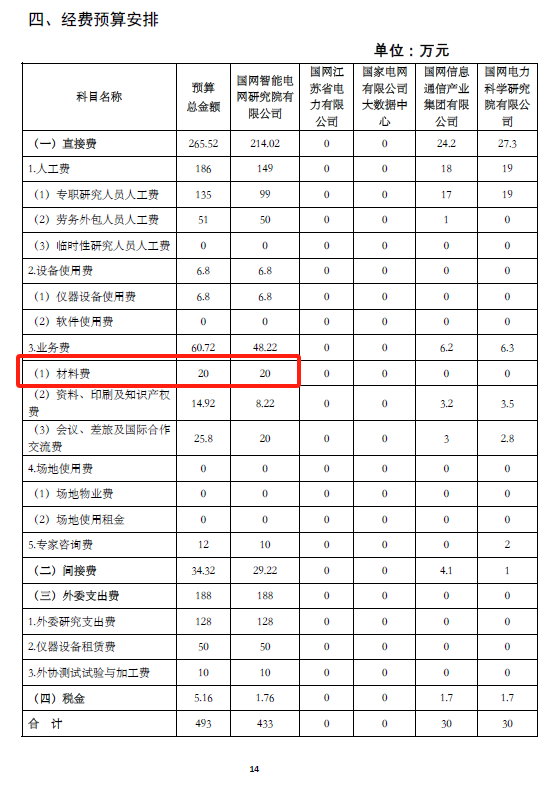 四、经费预算安排
单位：万元
科目名称 预算总金额 国网智能电网研究院有限公司 国网江苏省电力有限公司 国家电网有限公司大数据中心 国网信息通信产业集团有限公司 国网电力科学研究院有限公司
（一）直接费 265.52 214.02 0 0 24.2 27.3
1.人工费 186 149 0 0 18 19
（1）专职研究人员人工费 135 99 0 0 17 19
（2）劳务外包人员人工费 51 50 0 0 1 0
（3）临时性研究人员人工费 0 0 0 0 0 0
2.设备使用费 6.8 6.8 0 0 0 0
（1）仪器设备使用费 6.8 6.8 0 0 0 0
（2）软件使用费 0 0 0 0 0 0
3.业务费 60.72 48.22 0 0 6.2 6.3
（1）材料费 20 20 0 0 0 0
（2）资料、印刷及知识产权费 14.92 8.22 0 0 3.2 3.5
（3）会议、差旅及国际合作交流费 25.8 20 0 0 3 2.8
4.场地使用费 0 0 0 0 0 0
（1）场地物业费 0 0 0 0 0 0
（2）场地使用租金 0 0 0 0 0 0
5.专家咨询费 12 10 0 0 0 2
（二）间接费 34.32 29.22 0 0 4.1 1
（三）外委支出费 188 188 0 0 0 0
1.外委研究支出费 128 128 0 0 0 0
2.仪器设备租赁费 50 50 0 0 0 0
3.外协测试试验与加工费 10 10 0 0 0 0
（四）税金 5.16 1.76 0 0 1.7 1.7
合 计 493 433 0 0 30 30
14